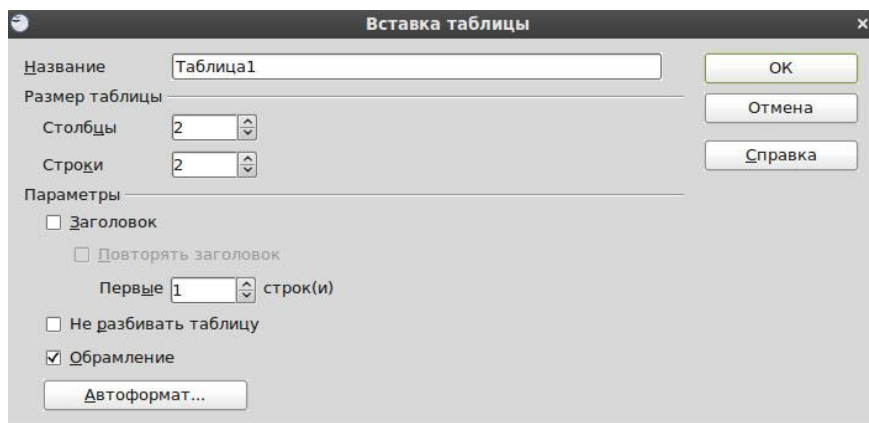 Вставка таблицы
Название Таблица1
Размер таблицы
Столбцы 2
Строки 2
Параметры
Заголовок
Повторять заголовок
Первые 1 строк(и)
Не разбивать таблицу
Обрамление
Автоформат...
ОК
Отмена
Справка